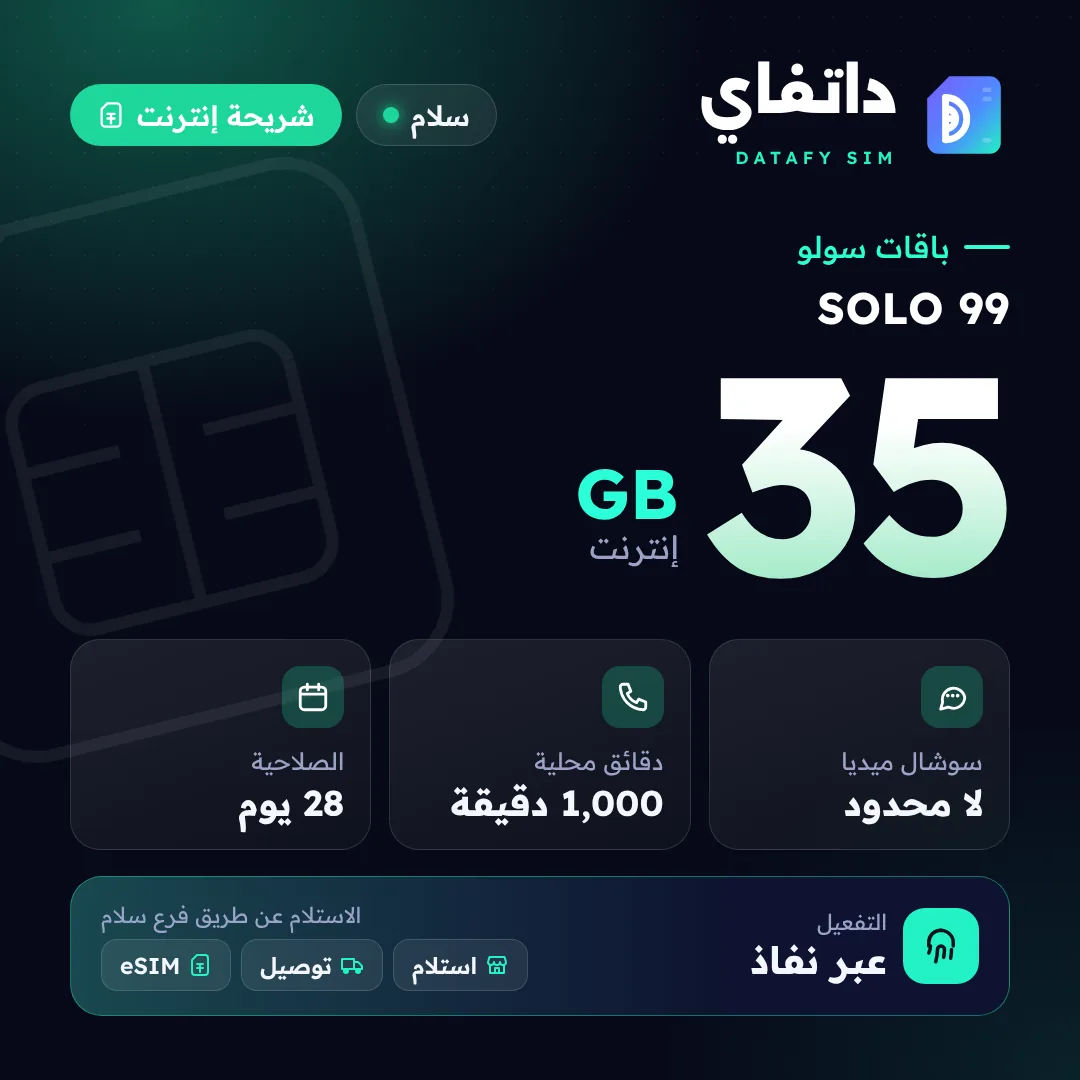 داتفاي
DATAFY SIM
سلام
شريحة إنترنت
باقات سولو
SOLO 99
35
GB
إنترنت
سوشال ميديا
لا محدود
دقائق محلية
1,000 دقيقة
الصلاحية
28 يوم
التفعيل
عبر نفاذ
الاستلام عن طريق فرع سلام
استلام
توصيل
eSIM